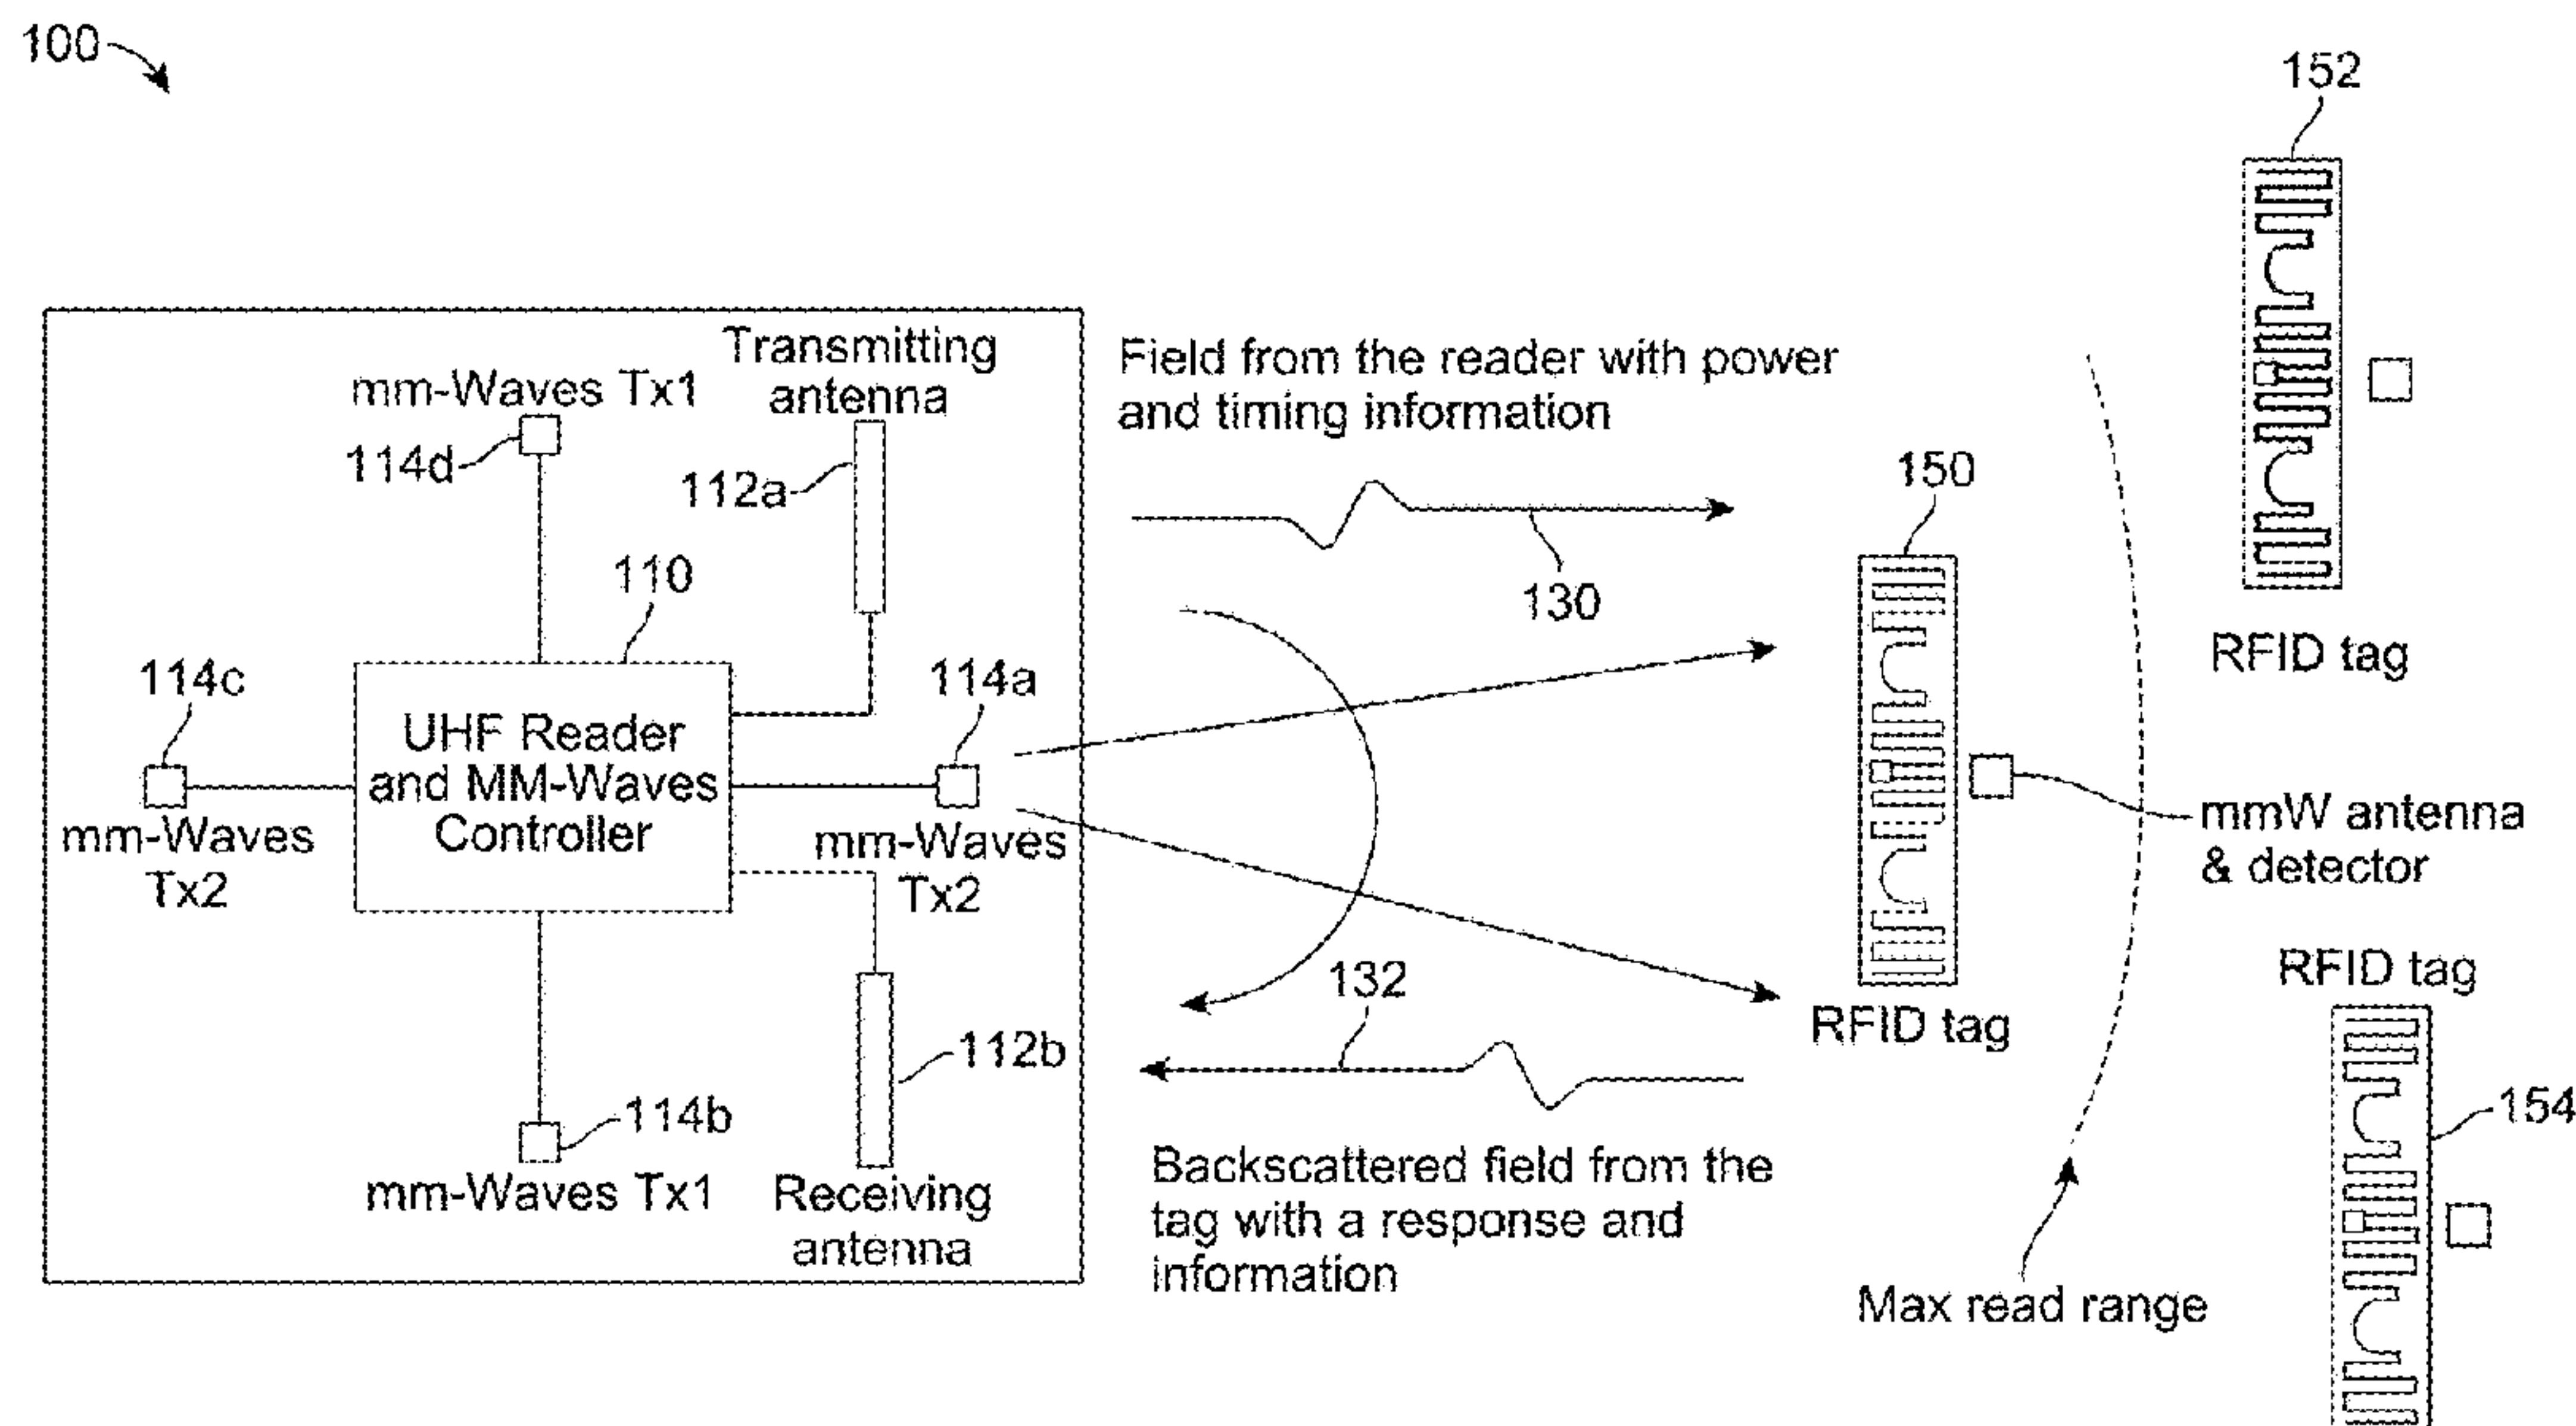 100
152
Transmitting
antenna
mm-Waves Tx1
114d
112a
110
114c
114a
UHF Reader
and MM-Waves
Controller
mm-Waves
Tx2
mm-Waves
Tx2
114b
mm-Waves Tx1
112b
Receiving
antenna
Field from the reader with power
and timing information
130
150
RFID tag
132
Backscattered field from the
tag with a response and
information
RFID tag
mmW antenna
& detector
Max read range
RFID tag
154